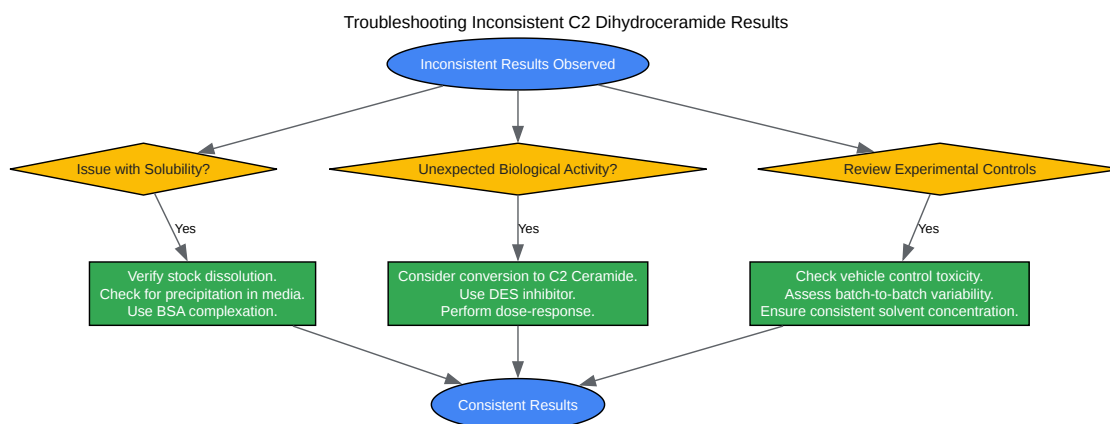 Troubleshooting Inconsistent C2 Dihydroceramide Results
Inconsistent Results Observed
Issue with Solubility?
Unexpected Biological Activity?
Review Experimental Controls
Yes
Yes
Yes
Verify stock dissolution.
Check for precipitation in media.
Use BSA complexation.
Consider conversion to C2 Ceramide.
Use DES inhibitor.
Perform dose-response.
Check vehicle control toxicity.
Assess batch-to-batch variability.
Ensure consistent solvent concentration.
Consistent Results